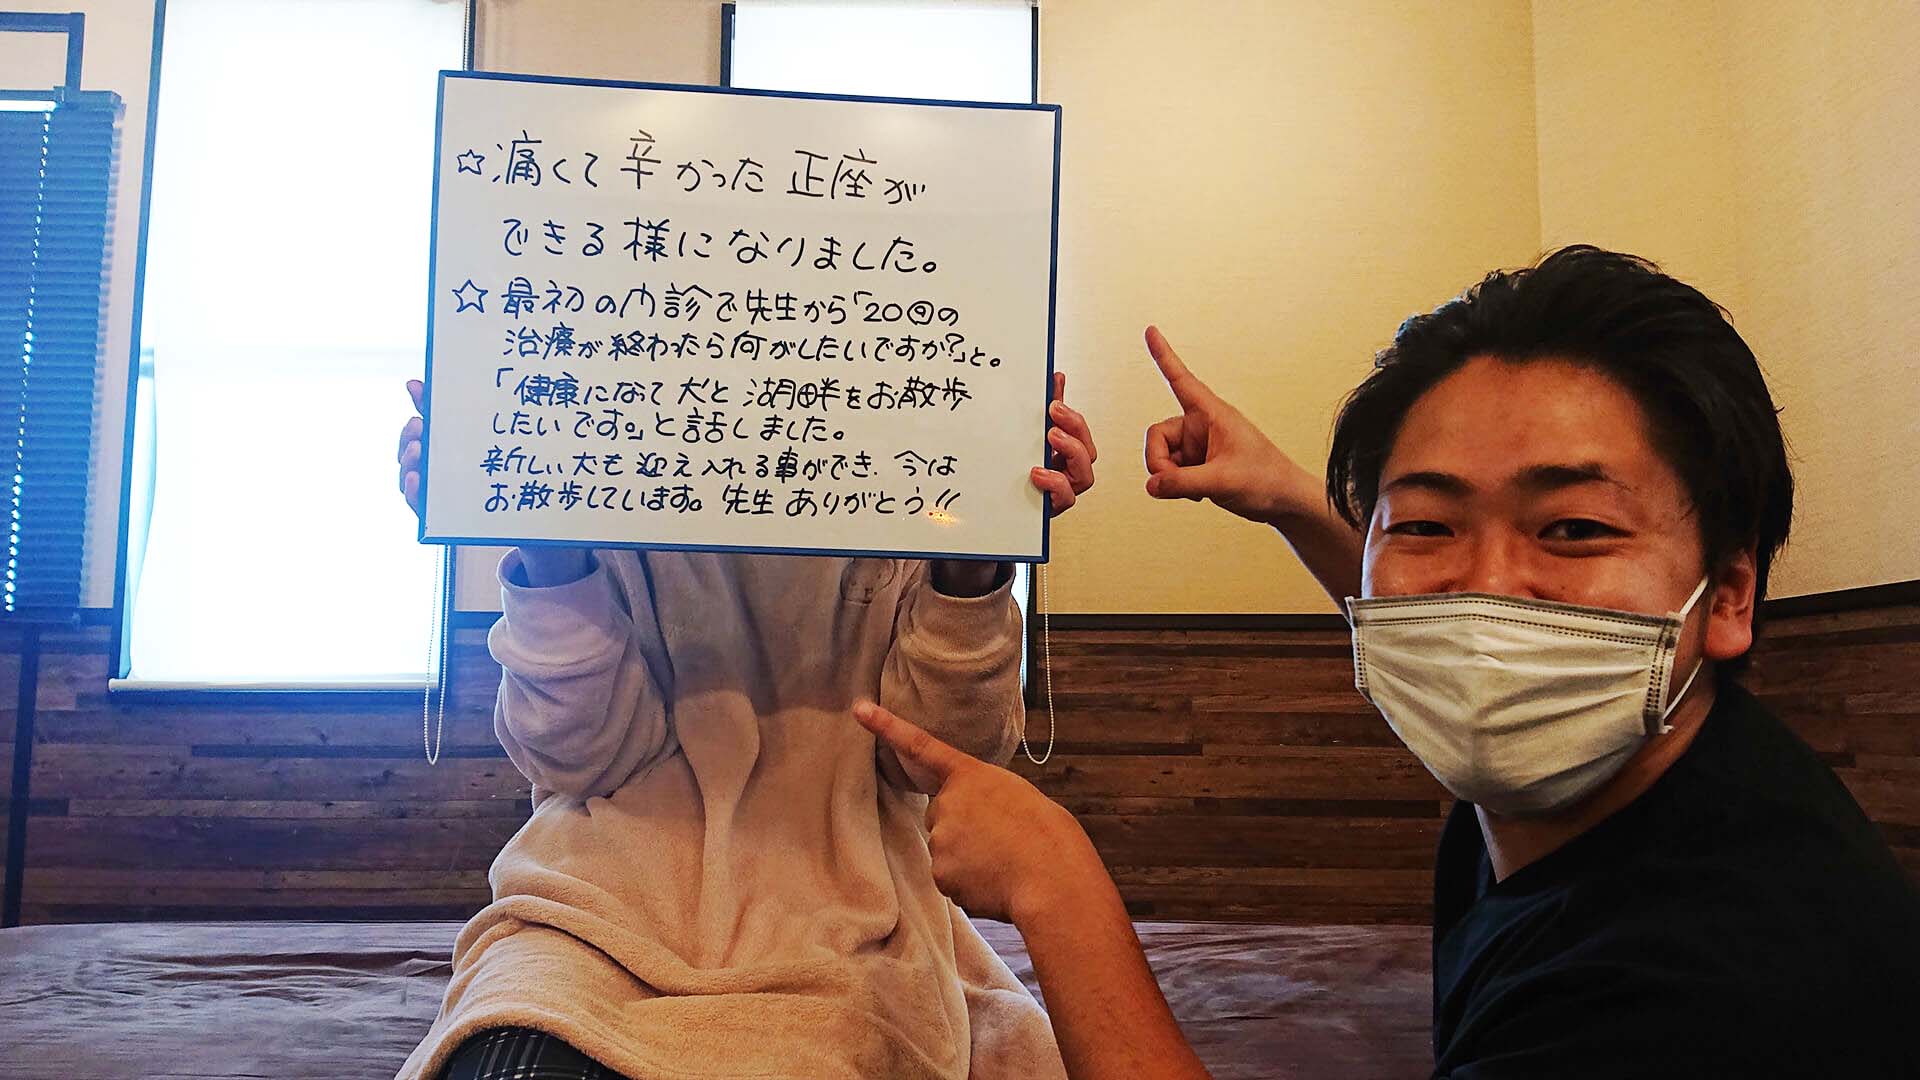 ☆痛くて辛かった正座が
できる様になりました。
☆最初の内診で先生から「20回の
治療が終わったら何がしたいですか?」と。
「健康になって犬と湖畔をお散歩
したいです。」と話しました。
新しい犬も迎え入れる事ができ、今は
お散歩しています。先生ありがとう!!